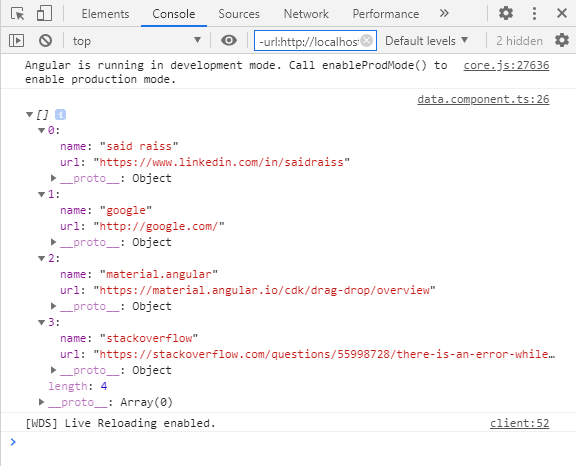 Elements Console Sources Network Performance »
top -url:http://localhos Default levels 2 hidden
Angular is running in development mode. Call enableProdMode() to core.js:27636
enable production mode.
data.component.ts:26
[] i
0:
name: "said raiss"
url: "https://www.linkedin.com/in/saidraiss"
__proto__: Object
1:
name: "google"
url: "http://google.com/"
__proto__: Object
2:
name: "material.angular"
url: "https://material.angular.io/cdk/drag-drop/overview"
__proto__: Object
3:
name: "stackoverflow"
url: "https://stackoverflow.com/questions/55998728/there-is-an-error-while…
__proto__: Object
length: 4
__proto__: Array(0)
[WDS] Live Reloading enabled. client:52